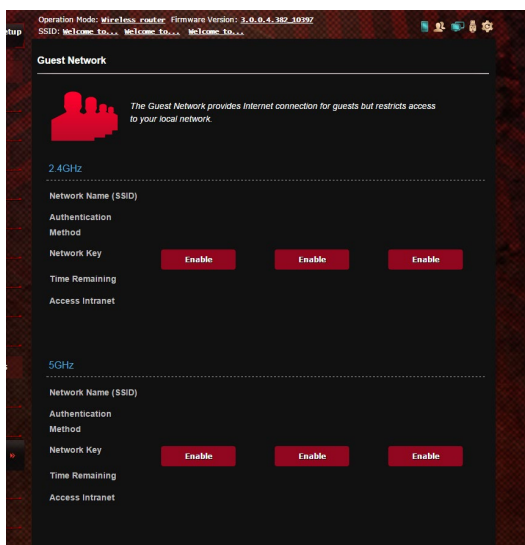 Operation Mode: Wireless router Firmware Version: 3.0.0.4.382_10397
SSID: Welcome to... Welcome to... Welcome to...
Guest Network
The Guest Network provides Internet connection for guests but restricts access
to your local network.
2.4GHz
Network Name (SSID)
Authentication
Method
Network Key Enable Enable Enable
Time Remaining
Access Intranet
5GHz
Network Name (SSID)
Authentication
Method
Network Key Enable Enable Enable
Time Remaining
Access Intranet